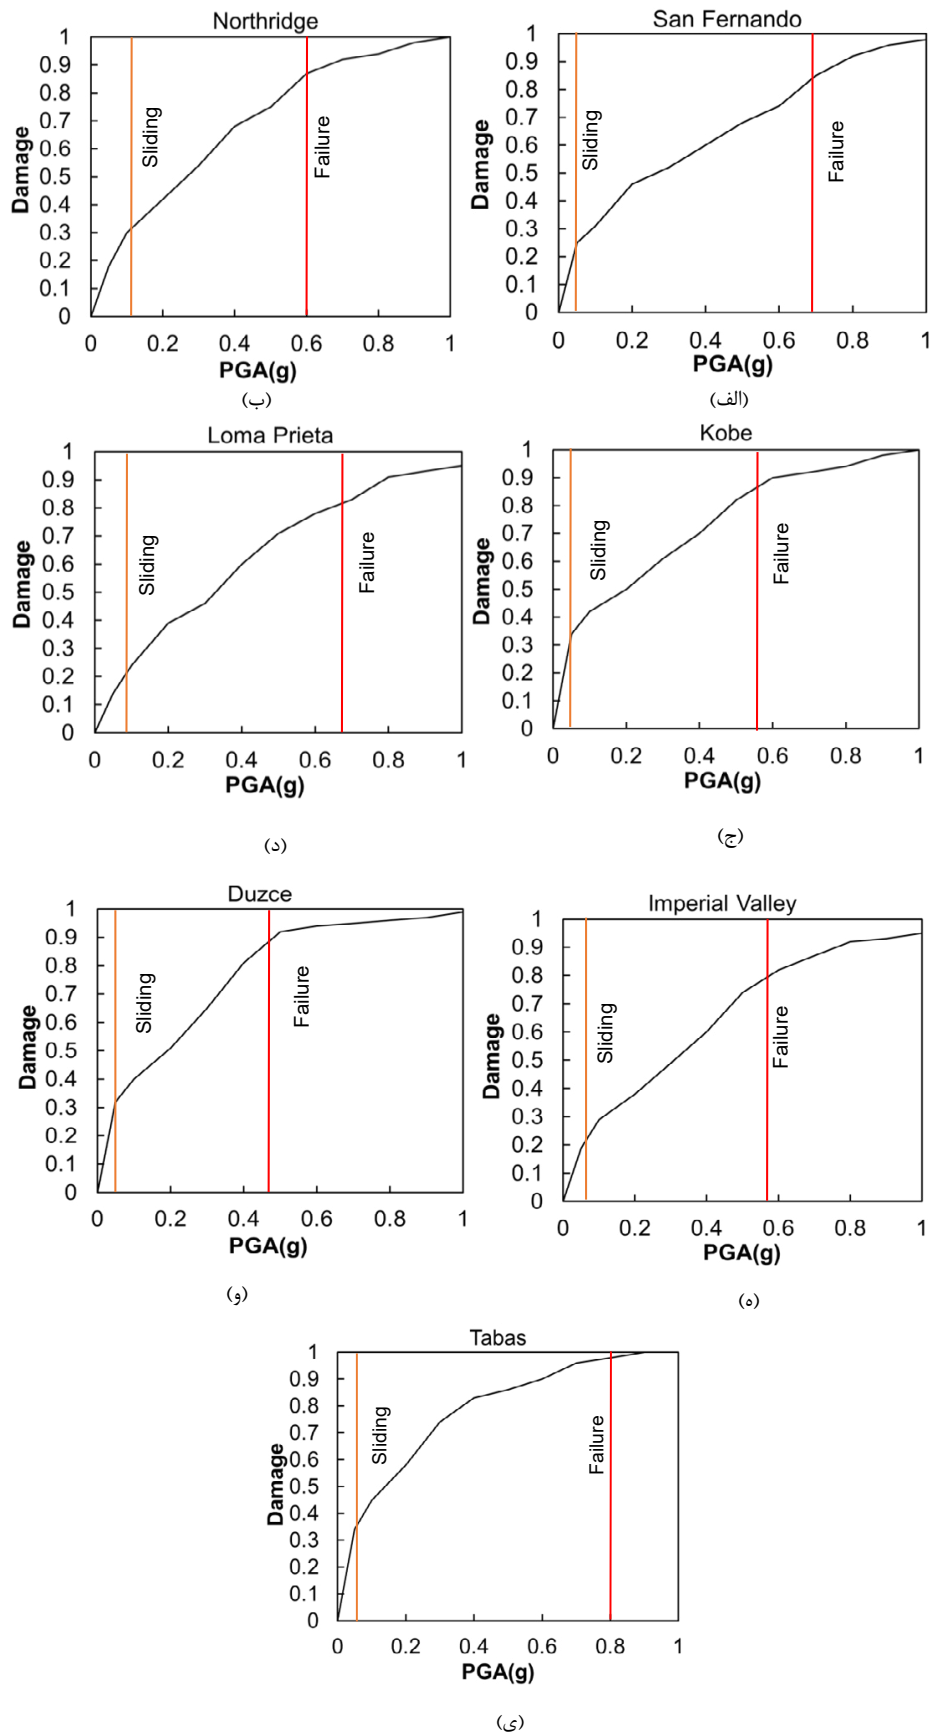 Northridge
1
0.9
0.8
0.7
0.6
0.5
0.4
0.3
0.2
0.1
0
Damage
Sliding
Failure
0 0.2 0.4 0.6 0.8 1
PGA(g)
(ب)
San Fernando
1
0.9
0.8
0.7
0.6
0.5
0.4
0.3
0.2
0.1
0
Damage
Sliding
Failure
0 0.2 0.4 0.6 0.8 1
PGA(g)
(الف)
Loma Prieta
1
0.9
0.8
0.7
0.6
0.5
0.4
0.3
0.2
0.1
0
Damage
Sliding
Failure
0 0.2 0.4 0.6 0.8 1
PGA(g)
(د)
Kobe
1
0.9
0.8
0.7
0.6
0.5
0.4
0.3
0.2
0.1
0
Damage
Sliding
Failure
0 0.2 0.4 0.6 0.8 1
PGA(g)
(ج)
Duzce
1
0.9
0.8
0.7
0.6
0.5
0.4
0.3
0.2
0.1
0
Damage
Sliding
Failure
0 0.2 0.4 0.6 0.8 1
PGA(g)
(و)
Imperial Valley
1
0.9
0.8
0.7
0.6
0.5
0.4
0.3
0.2
0.1
0
Damage
Sliding
Failure
0 0.2 0.4 0.6 0.8 1
PGA(g)
(ه)
Tabas
1
0.9
0.8
0.7
0.6
0.5
0.4
0.3
0.2
0.1
0
Damage
Sliding
Failure
0 0.2 0.4 0.6 0.8 1
PGA(g)
(ی)